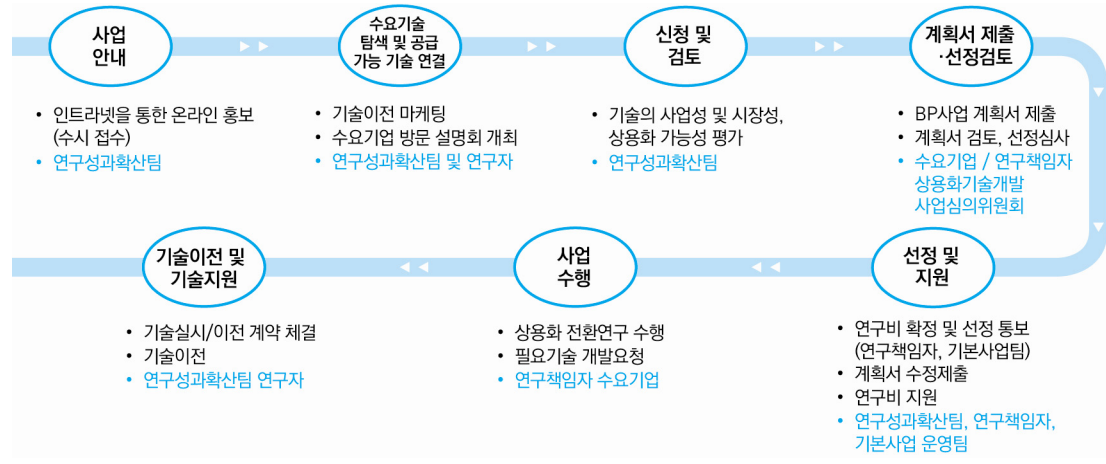 사업
안내
• 인트라넷을 통한 온라인 홍보
(수시 접수)
• 연구성과확산팀
수요기술
탐색 및 공급
가능 기술 연결
• 기술이전 마케팅
• 수요기업 방문 설명회 개최
• 연구성과확산팀 및 연구자
신청 및
검토
• 기술의 사업성 및 시장성,
상용화 가능성 평가
• 연구성과확산팀
계획서 제출
·선정검토
• BP사업 계획서 제출
• 계획서 검토, 선정심사
• 수요기업 / 연구책임자
상용화기술개발
사업심의위원회
선정 및
지원
• 연구비 확정 및 선정 통보
(연구책임자, 기본사업팀)
• 계획서 수정제출
• 연구비 지원
• 연구성과확산팀, 연구책임자,
기본사업 운영팀
사업
수행
• 상용화 전환연구 수행
• 필요기술 개발요청
• 연구책임자 수요기업
기술이전 및
기술지원
• 기술실시/이전 계약 체결
• 기술이전
• 연구성과확산팀 연구자